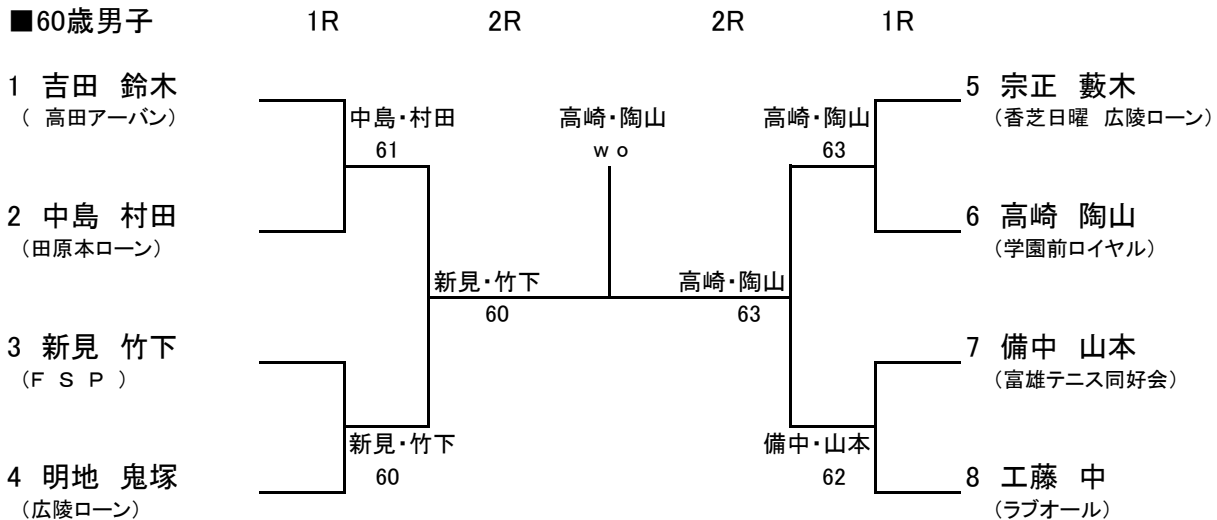 ■60歳男子 1R 2R 2R 1R
1 吉田 鈴木
（ 高田アーバン）
中島・村田
61
2 中島 村田
（田原本ローン）
新見・竹下
60
3 新見 竹下
（Ｆ Ｓ Ｐ ）
新見・竹下
60
4 明地 鬼塚
（広陵ローン）
高崎・陶山
ｗｏ
5 宗正 藪木
（香芝日曜 広陵ローン）
高崎・陶山
63
6 高崎 陶山
（学園前ロイヤル）
高崎・陶山
63
7 備中 山本
（富雄テニス同好会）
備中・山本
62
8 工藤 中
（ラブオール）